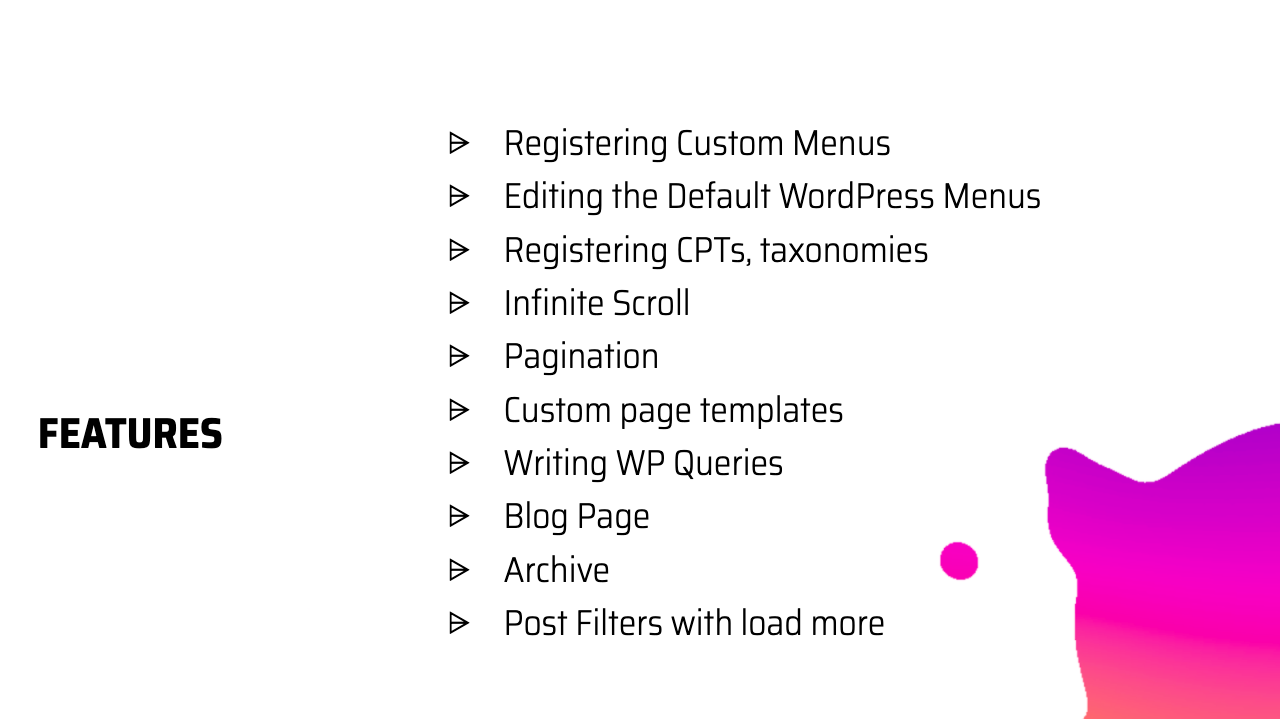 FEATURES
Registering Custom Menus
Editing the Default WordPress Menus
Registering CPTs, taxonomies
Infinite Scroll
Pagination
Custom page templates
Writing WP Queries
Blog Page
Archive
Post Filters with load more